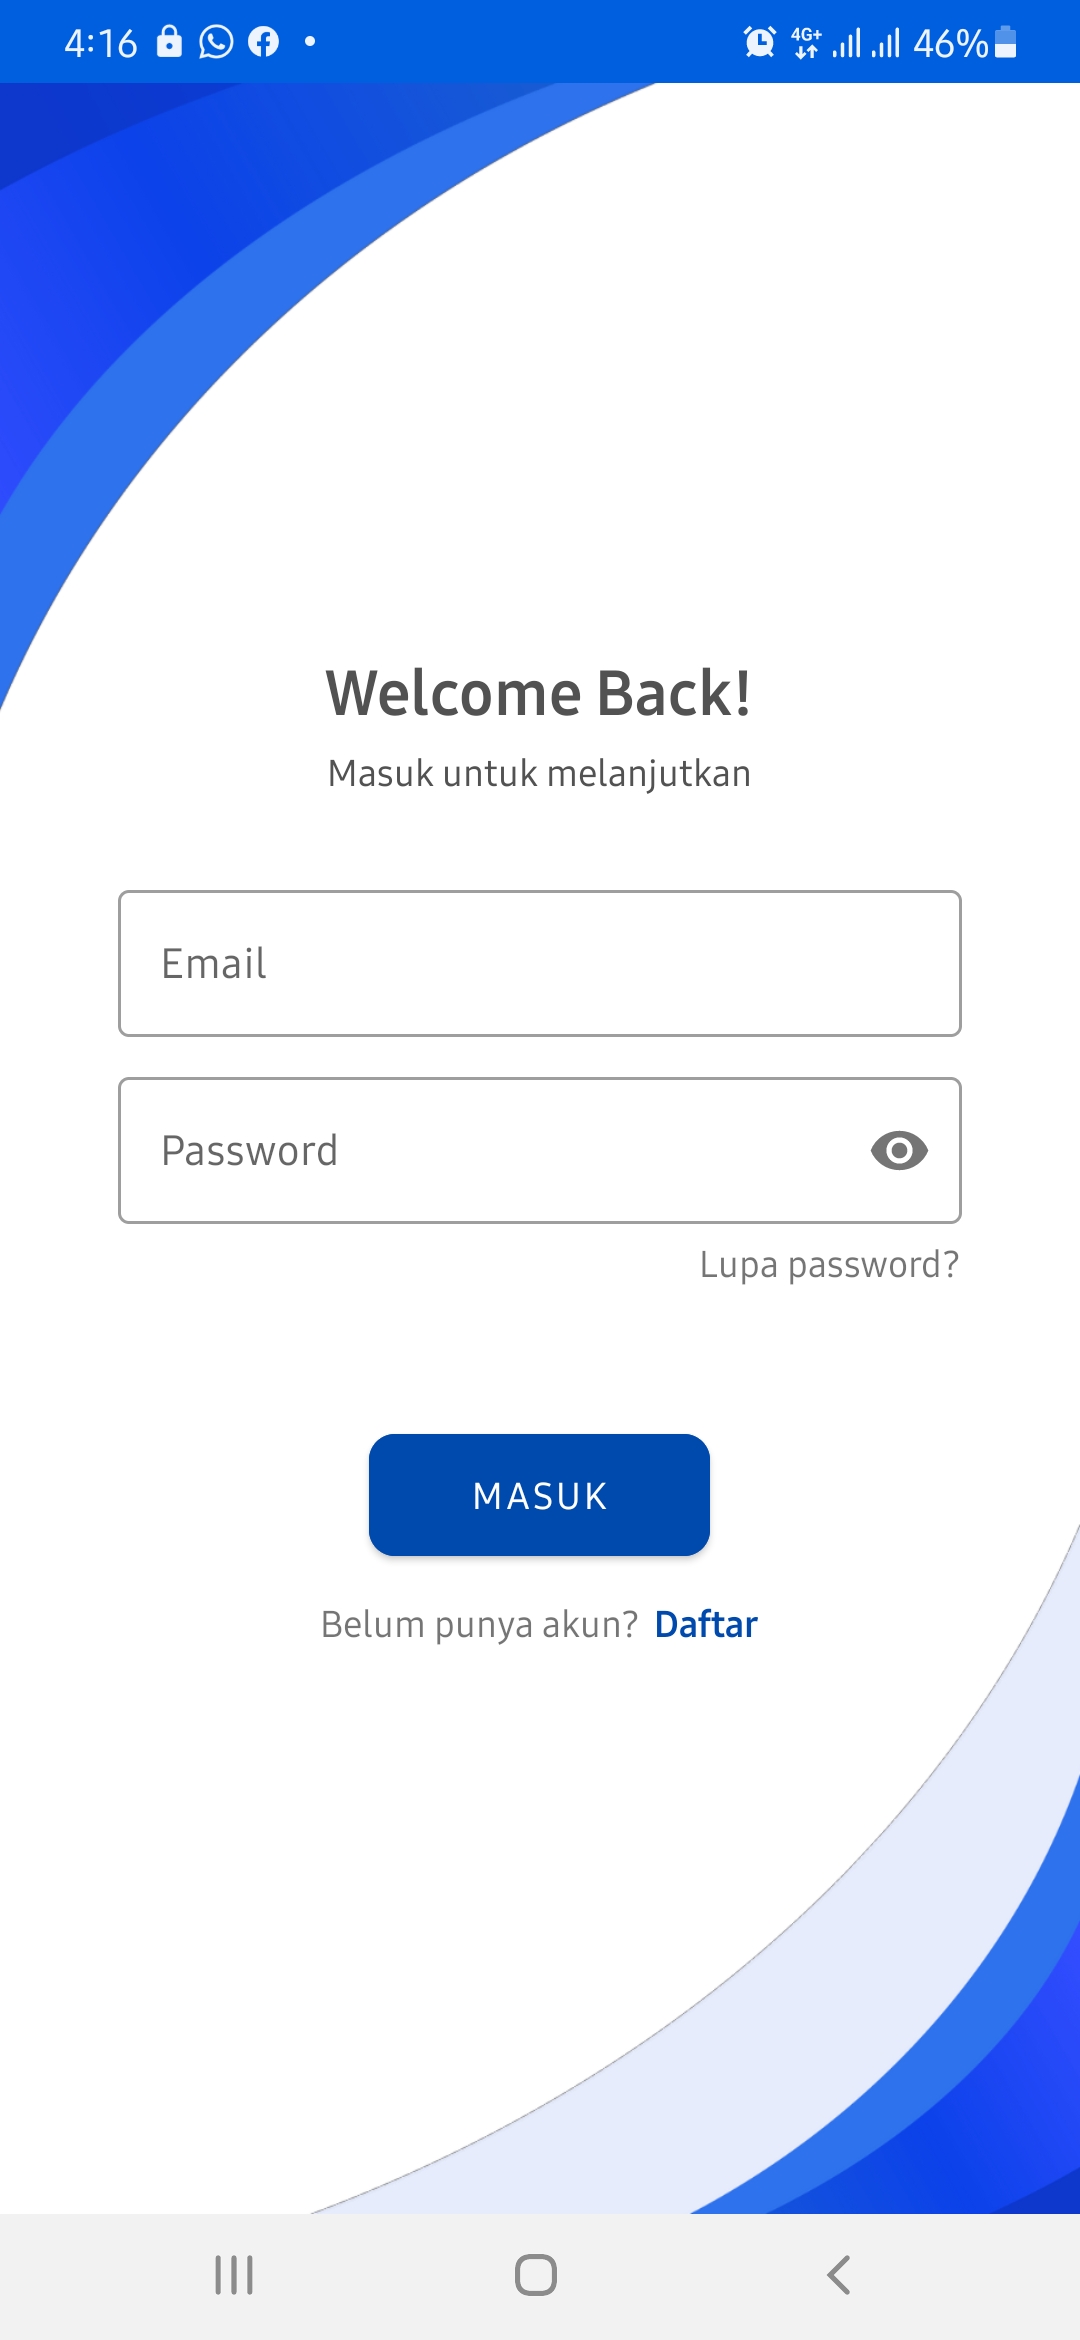 4:16 4G+ 46%
Welcome Back!
Masuk untuk melanjutkan
Email
Password
Lupa password?
MASUK
Belum punya akun? Daftar